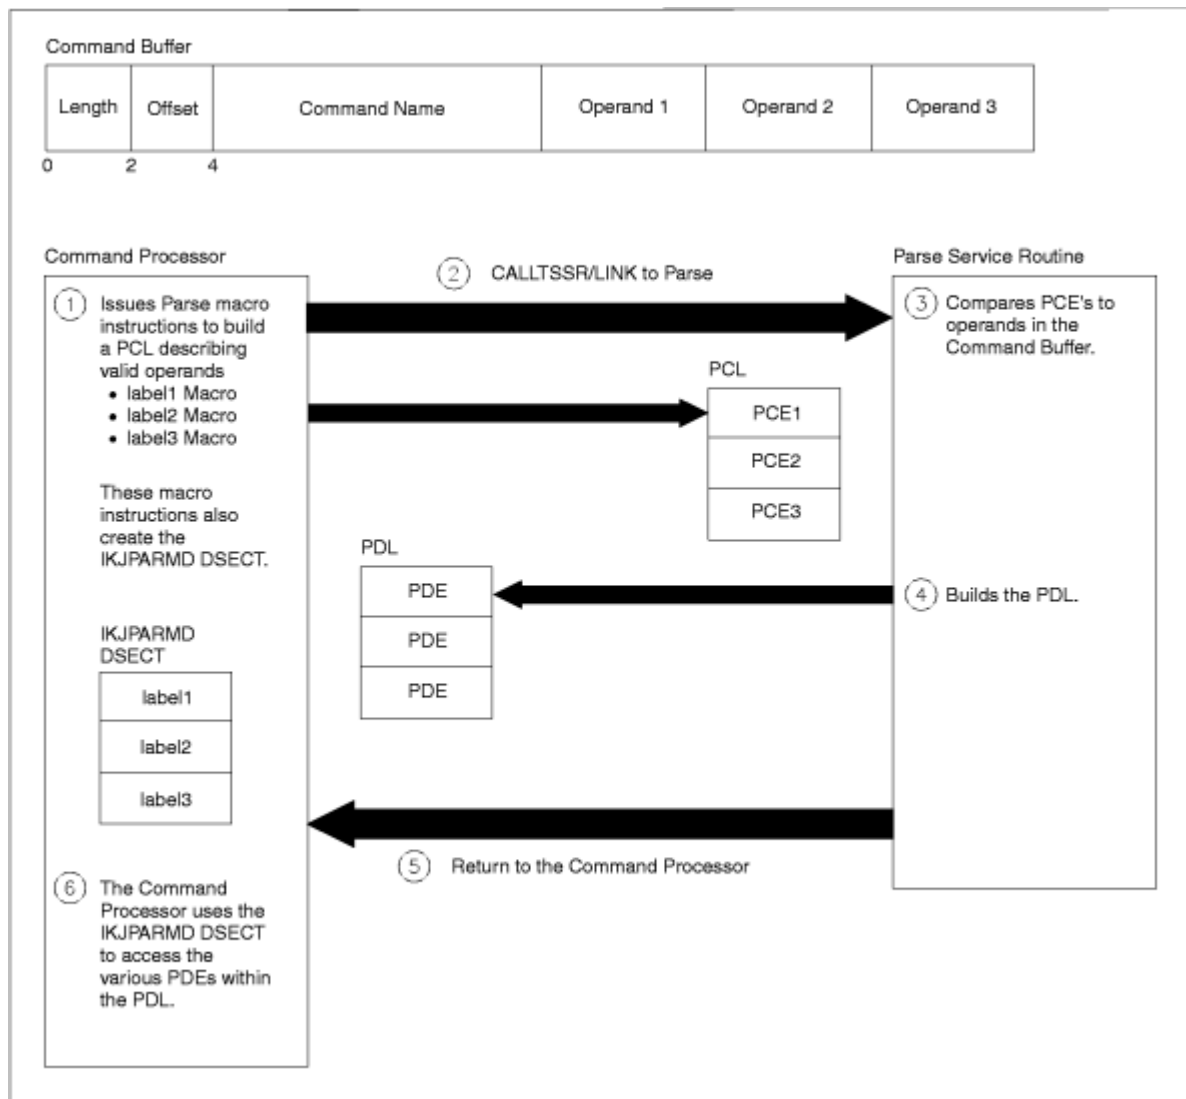 Command Buffer
Length Offset Command Name Operand 1 Operand 2 Operand 3
0 2 4
Command Processor
1 Issues Parse macro
instructions to build
a PCL describing
valid operands
• label1 Macro
• label2 Macro
• label3 Macro
These macro
instructions also
create the
IKJPARMD DSECT.
IKJPARMD
DSECT
label1
label2
label3
6 The Command
Processor uses the
IKJPARMD DSECT
to access the
various PDEs within
the PDL.
2 CALLTSSR/LINK to Parse
PCL
PCE1
PCE2
PCE3
PDL
PDE
PDE
PDE
5 Return to the Command Processor
Parse Service Routine
3 Compares PCE's to
operands in the
Command Buffer.
4 Builds the PDL.